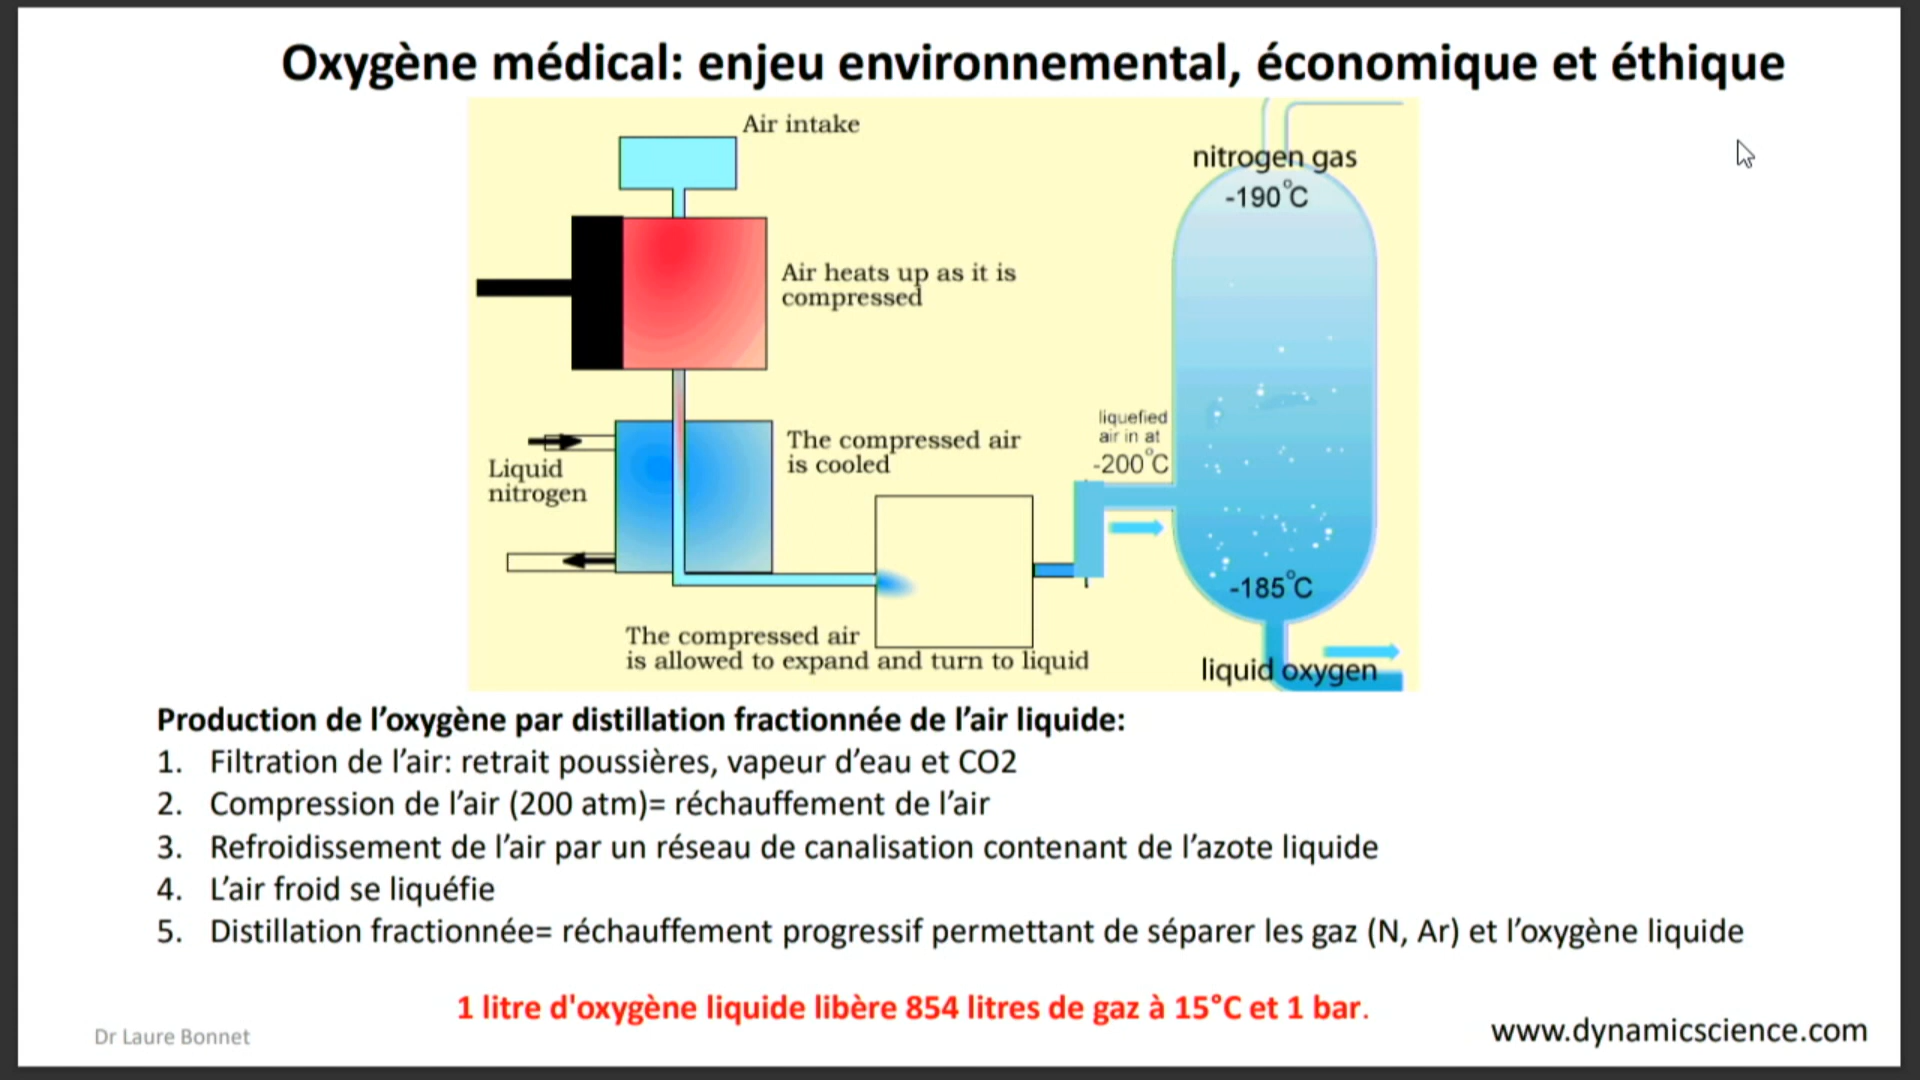 Oxygène médical: enjeu environnemental, économique et éthique
Air intake
Air heats up as it is
compressed
Liquid
nitrogen
The compressed air
is cooled
The compressed air
is allowed to expand and turn to liquid
liquefied
air in at
-200°C
nitrogen gas
-190°C
-185°C
liquid oxygen
Production de l’oxygène par distillation fractionnée de l’air liquide:
1. Filtration de l’air: retrait poussières, vapeur d’eau et CO2
2. Compression de l’air (200 atm)= réchauffement de l’air
3. Refroidissement de l’air par un réseau de canalisation contenant de l’azote liquide
4. L’air froid se liquéfie
5. Distillation fractionnée= réchauffement progressif permettant de séparer les gaz (N, Ar) et l’oxygène liquide
1 litre d'oxygène liquide libère 854 litres de gaz à 15°C et 1 bar.
Dr Laure Bonnet
www.dynamicscience.com